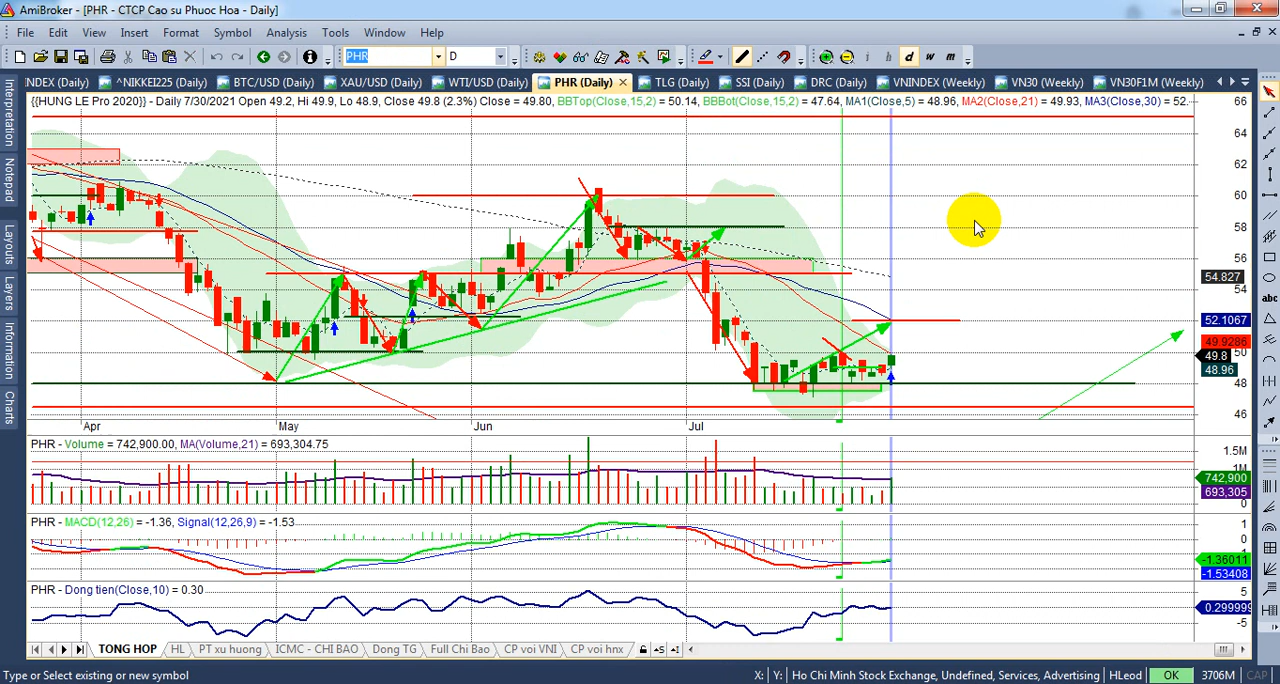 AmiBroker - [PHR - CTCP Cao su Phuoc Hoa - Daily]
File Edit View Insert Format Symbol Analysis Tools Window Help
PHR D i h d w m
INDEX (Daily) ^NIKKEI225 (Daily) BTC/USD (Daily) XAU/USD (Daily) WTI/USD (Daily) PHR (Daily) TLG (Daily) SSI (Daily) DRC (Daily) VNINDEX (Weekly) VN30 (Weekly) VN30F1M (Weekly)
{{HUNG LE Pro 2020}} - Daily 7/30/2021 Open 49.2, Hi 49.9, Lo 48.9, Close 49.8 (2.3%) Close = 49.80, BBTop(Close,15,2) = 50.14, BBBot(Close,15,2) = 47.64, MA1(Close,5) = 48.96, MA2(Close,21) = 49.93, MA3(Close,30) = 52.
Interpretation
Notepad
Layouts
Layers
Information
Charts
abc
66
64
62
60
58
56
54.827
54
52.1067
49.9286
50
49.8
48.96
48
46
Apr May Jun Jul
PHR - Volume = 742,900.00, MA(Volume,21) = 693,304.75
1.5M
1M
742,900
693,305
0
PHR - MACD(12,26) = -1.36, Signal(12,26,9) = -1.53
1
0
-1.36011
-1.53408
PHR - Dong tien(Close,10) = 0.30
5
0.299999
-5
TONG HOP HL PT xu huong ICMC - CHI BAO Dong TG Full Chi Bao CP voi VNI CP voi hnx
Type or Select existing or new symbol X: Y: Ho Chi Minh Stock Exchange, Undefined, Services, Advertising HLeod OK 3706M CAP